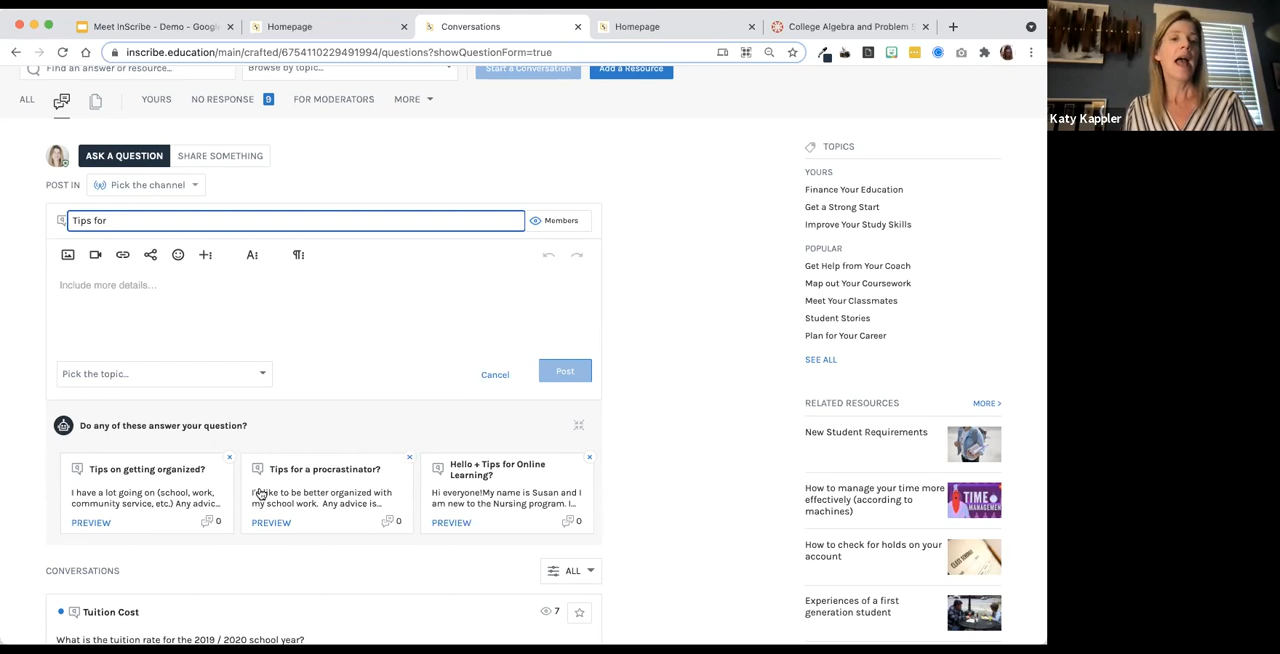 Meet InScribe - Demo - Goog
Homepage
Conversations
Homepage
College Algebra and Problem S
inscribe.education/main/crafted/6754110229491994/questions?showQuestionForm=true
Find an answer or resource...
Browse by topic...
Start a Conversation
Add a Resource
ALL
YOURS
NO RESPONSE 9
FOR MODERATORS
MORE
Katy Kappler
ASK A QUESTION
SHARE SOMETHING
POST IN
Pick the channel
Tips for
Members
Include more details...
Pick the topic...
Cancel
Post
Do any of these answer your question?
Tips on getting organized?
I have a lot going on (school, work,
community service, etc.) Any advic...
PREVIEW
0
Tips for a procrastinator?
I'd like to be better organized with
my school work. Any advice is...
PREVIEW
0
Hello + Tips for Online
Learning?
Hi everyone!My name is Susan and I
am new to the Nursing program. I...
PREVIEW
0
CONVERSATIONS
ALL
Tuition Cost
7
What is the tuition rate for the 2019 / 2020 school year?
TOPICS
YOURS
Finance Your Education
Get a Strong Start
Improve Your Study Skills
POPULAR
Get Help from Your Coach
Map out Your Coursework
Meet Your Classmates
Student Stories
Plan for Your Career
SEE ALL
RELATED RESOURCES
MORE >
New Student Requirements
How to manage your time more
effectively (according to
machines)
TIME
MANAGEMENT
How to check for holds on your
account
Experiences of a first
generation student